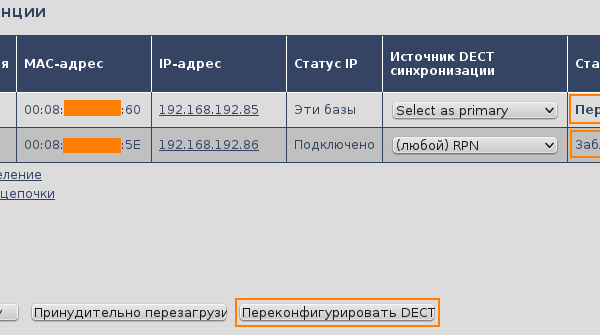 нции
я MAC-адрес IP-адрес Статус IP Источник DECT
синхронизации Ста
00:08: :60 192.168.192.85 Эти базы Select as primary Пер
00:08: :5E 192.168.192.86 Подключено (любой) RPN Заб
еление
цепочки
Принудительно перезагрузи Переконфигурировать DECT